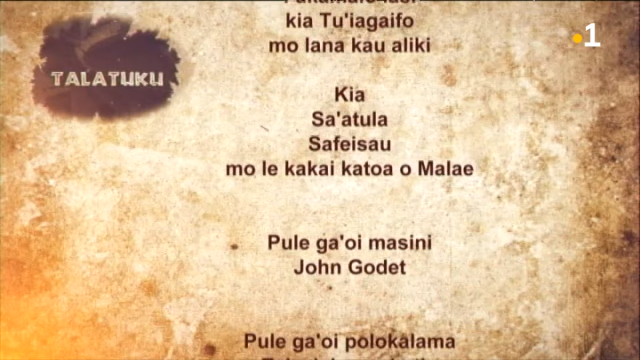 kia Tu'iagaifo
mo lana kau aliki
1
TALATUKU
Kia
Sa'atula
Safeisau
mo le kakai katoa o Malae
Pule ga'oi masini
John Godet
Pule ga'oi polokalama